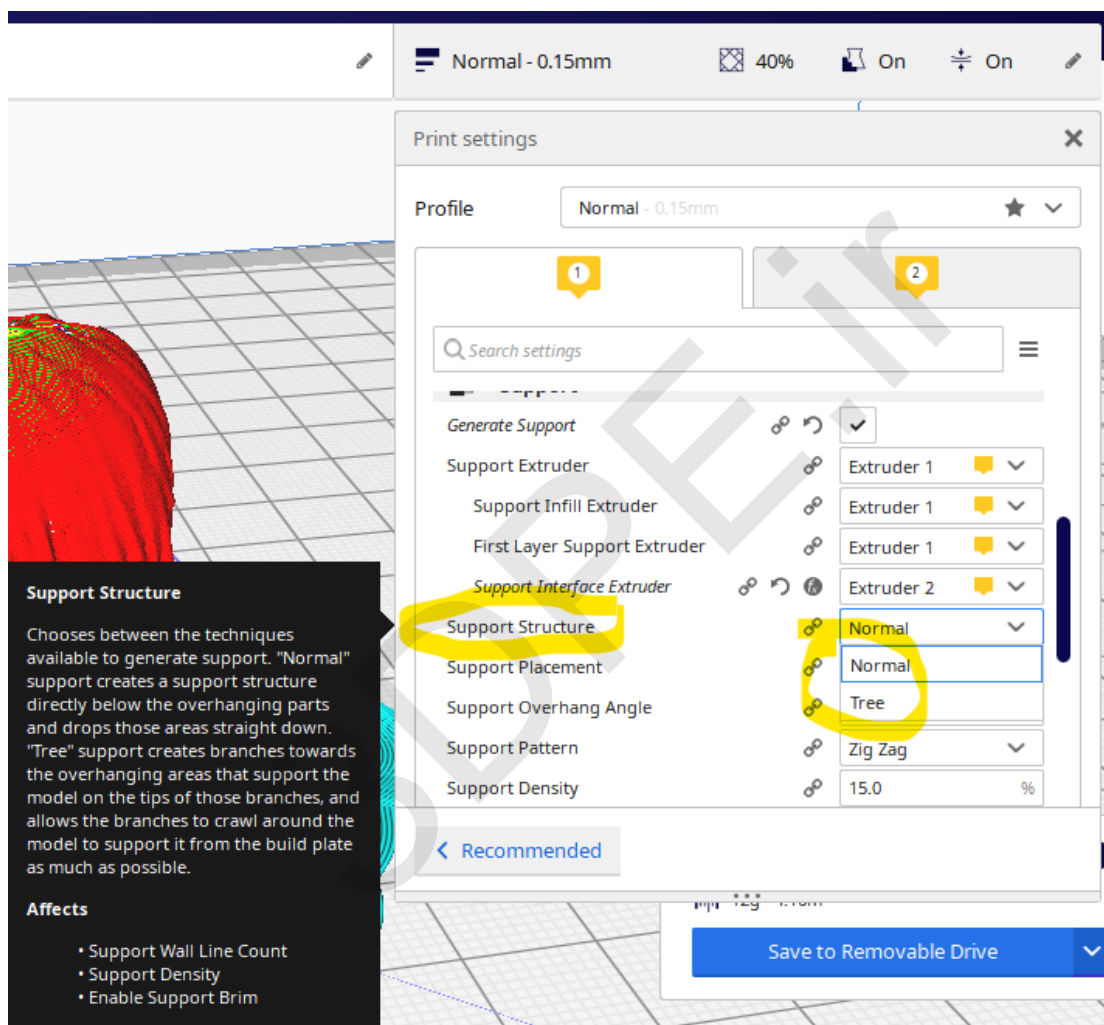 Normal - 0.15mm 40% On On
Print settings
Profile Normal - 0.15mm
1 2
Search settings
Support
Generate Support
Support Extruder Extruder 1
Support Infill Extruder Extruder 1
First Layer Support Extruder Extruder 1
Support Interface Extruder Extruder 2
Support Structure Normal
Support Placement Normal
Tree
Support Overhang Angle
Support Pattern Zig Zag
Support Density 15.0 %
Recommended
Save to Removable Drive
Support Structure
Chooses between the techniques
available to generate support. "Normal"
support creates a support structure
directly below the overhanging parts
and drops those areas straight down.
"Tree" support creates branches towards
the overhanging areas that support the
model on the tips of those branches, and
allows the branches to crawl around the
model to support it from the build plate
as much as possible.
Affects
• Support Wall Line Count
• Support Density
• Enable Support Brim
3DPE.ir